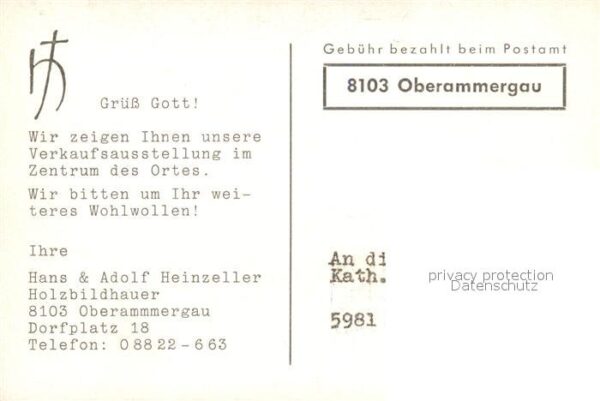 Grüß Gott!
Wir zeigen Ihnen unsere
Verkaufsausstellung im
Zentrum des Ortes.
Wir bitten um Ihr wei-
teres Wohlwollen!
Ihre
Hans & Adolf Heinzeller
Holzbildhauer
8103 Oberammmergau
Dorfplatz 18
Telefon: 08822-663
Gebühr bezahlt beim Postamt
8103 Oberammergau
An di
Kath.
5981
privacy protection
Datenschutz